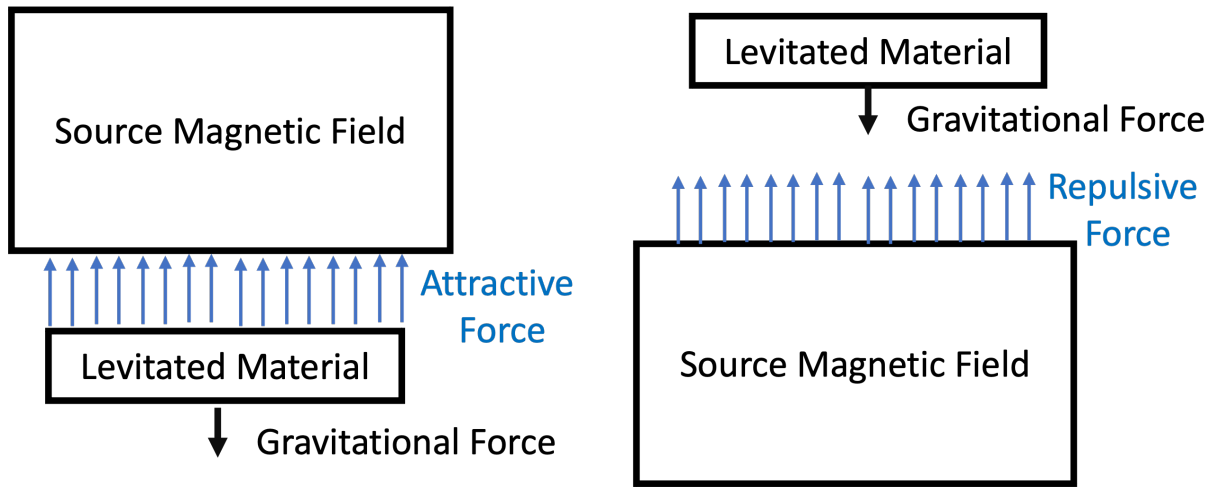 Source Magnetic Field
Attractive
Force
Levitated Material
Gravitational Force
Levitated Material
Gravitational Force
Repulsive
Force
Source Magnetic Field